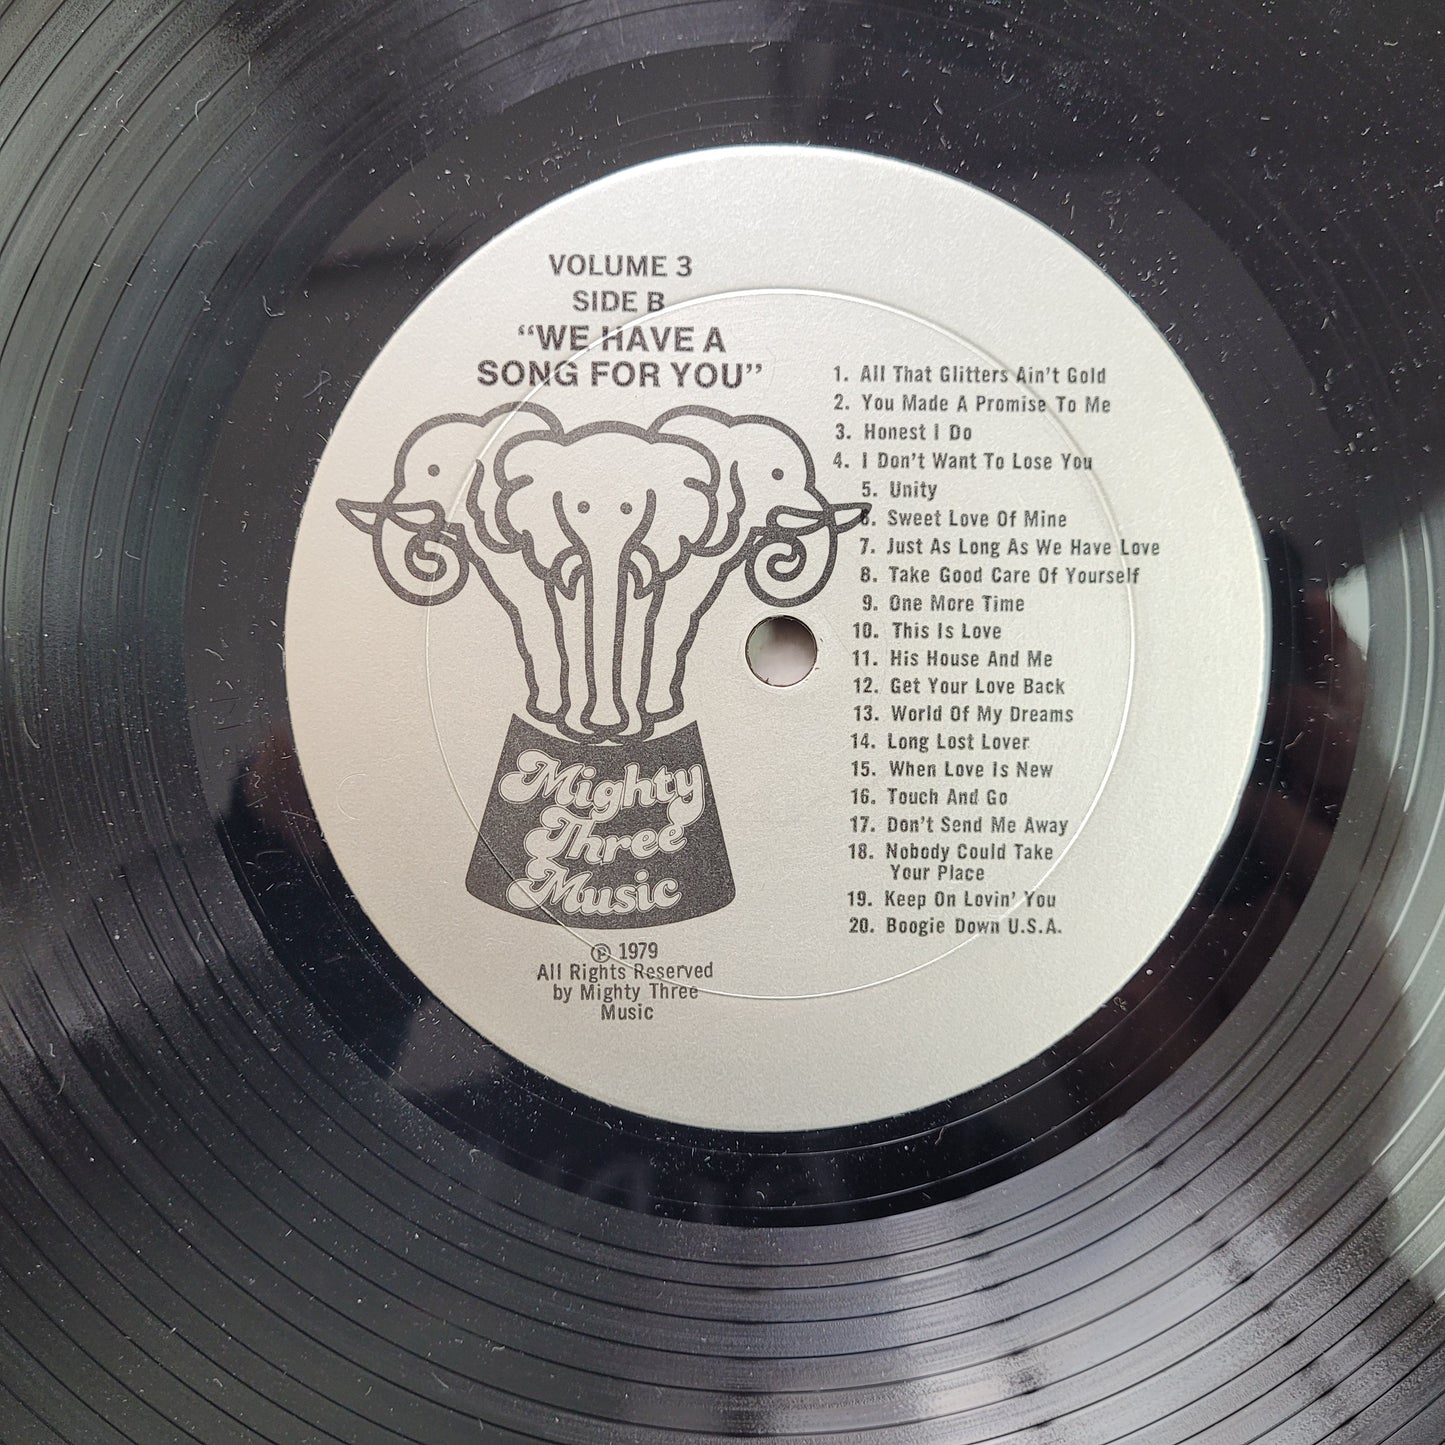 VOLUME 3
SIDE B
“WE HAVE A
SONG FOR YOU”
Mighty
Three
Music
Ⓟ 1979
All Rights Reserved
by Mighty Three
Music
1. All That Glitters Ain't Gold
2. You Made A Promise To Me
3. Honest I Do
4. I Don't Want To Lose You
5. Unity
6. Sweet Love Of Mine
7. Just As Long As We Have Love
8. Take Good Care Of Yourself
9. One More Time
10. This Is Love
11. His House And Me
12. Get Your Love Back
13. World Of My Dreams
14. Long Lost Lover
15. When Love Is New
16. Touch And Go
17. Don't Send Me Away
18. Nobody Could Take
Your Place
19. Keep On Lovin' You
20. Boogie Down U.S.A.